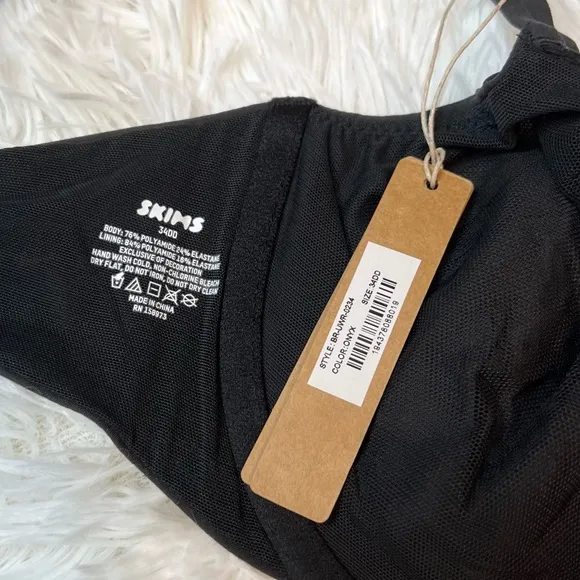 SKIMS
34DD
BODY: 76% POLYAMIDE 24% ELASTANE
LINING: 84% POLYAMIDE 16% ELASTANE
EXCLUSIVE OF DECORATION
HAND WASH COLD, NON-CHLORINE BLEACH
DRY FLAT, DO NOT IRON, DO NOT DRY CLEAN
MADE IN CHINA
RN 158973
STYLE: BR-UWR-0234
COLOR:ONYX
SIZE:34DD
194378088019